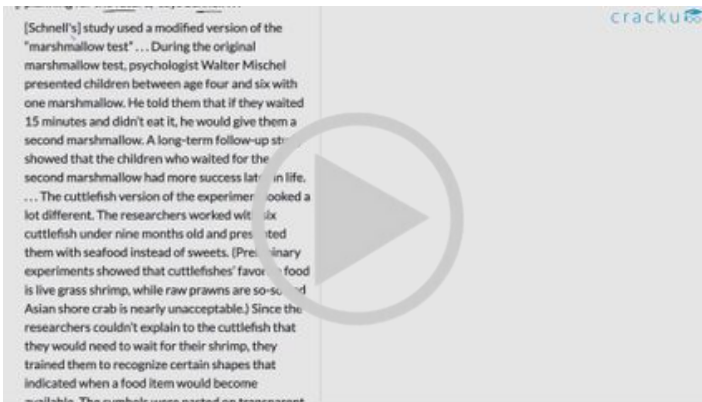 cracku
[Schnell's] study used a modified version of the
"marshmallow test" . . . During the original
marshmallow test, psychologist Walter Mischel
presented children between age four and six with
one marshmallow. He told them that if they waited
15 minutes and didn't eat it, he would give them a
second marshmallow. A long-term follow-up
showed that the children who waited for the
second marshmallow had more success in life.
. . . The cuttlefish version of the looked a
lot different. The researchers worked six
cuttlefish under nine months old and
them with seafood instead of sweets.
experiments showed that cuttlefishes' food
is live grass shrimp, while raw prawns are
Asian shore crab is nearly unacceptable.) Since the
researchers couldn't explain to the cuttlefish that
they would need to wait for their shrimp, they
trained them to recognize certain shapes that
indicated when a food item would become